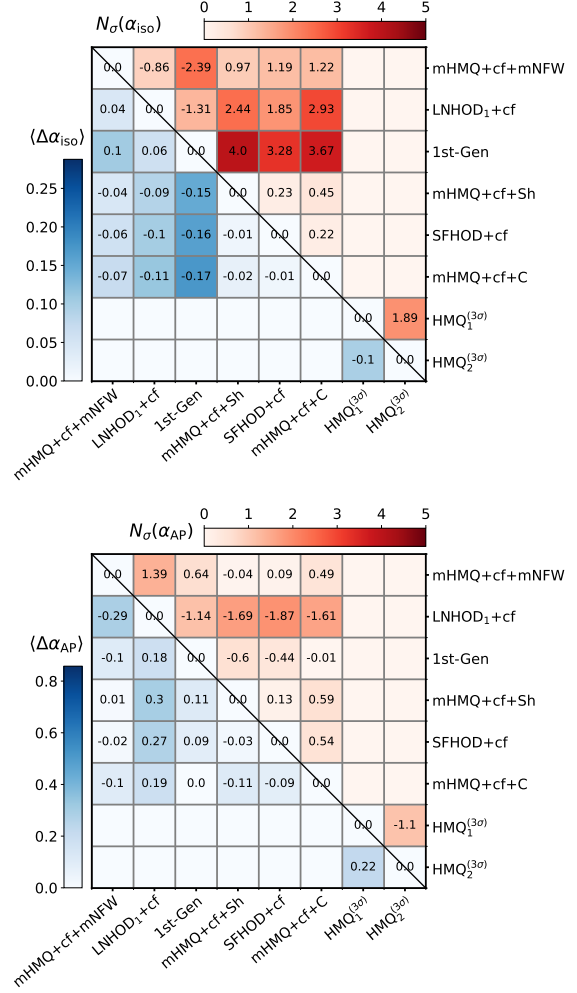 N_σ(α_iso)
0 1 2 3 4 5
0.0 -0.86 -2.39 0.97 1.19 1.22 mHMQ+cf+mNFW
0.04 0.0 -1.31 2.44 1.85 2.93 LNHOD₁+cf
⟨Δα_iso⟩
0.1 0.06 0.0 4.0 3.28 3.67 1st-Gen
-0.04 -0.09 -0.15 0.0 0.23 0.45 mHMQ+cf+Sh
-0.06 -0.1 -0.16 -0.01 0.0 0.22 SFHOD+cf
-0.07 -0.11 -0.17 -0.02 -0.01 0.0 mHMQ+cf+C
0.0 1.89 HMQ₁^(3σ)
-0.1 0.0 HMQ₂^(3σ)
0.25
0.20
0.15
0.10
0.05
0.00
mHMQ+cf+mNFW LNHOD₁+cf 1st-Gen mHMQ+cf+Sh SFHOD+cf mHMQ+cf+C HMQ₁^(3σ) HMQ₂^(3σ)
N_σ(α_AP)
0 1 2 3 4 5
0.0 1.39 0.64 -0.04 0.09 0.49 mHMQ+cf+mNFW
-0.29 0.0 -1.14 -1.69 -1.87 -1.61 LNHOD₁+cf
⟨Δα_AP⟩
-0.1 0.18 0.0 -0.6 -0.44 -0.01 1st-Gen
0.01 0.3 0.11 0.0 0.13 0.59 mHMQ+cf+Sh
-0.02 0.27 0.09 -0.03 0.0 0.54 SFHOD+cf
-0.1 0.19 0.0 -0.11 -0.09 0.0 mHMQ+cf+C
0.0 -1.1 HMQ₁^(3σ)
0.22 0.0 HMQ₂^(3σ)
0.8
0.6
0.4
0.2
0.0
mHMQ+cf+mNFW LNHOD₁+cf 1st-Gen mHMQ+cf+Sh SFHOD+cf mHMQ+cf+C HMQ₁^(3σ) HMQ₂^(3σ)